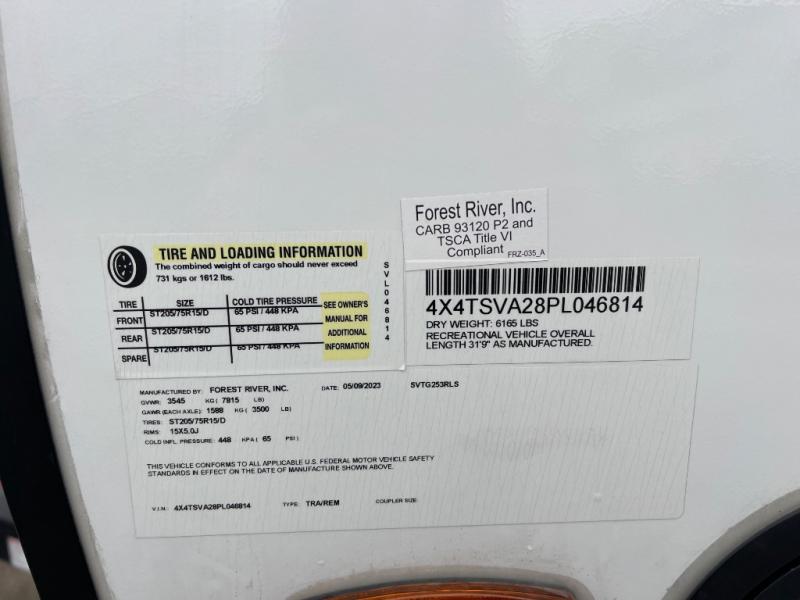 Forest River, Inc.
CARB 93120 P2 and
TSCA Title VI
Compliant FRZ-035_A
TIRE AND LOADING INFORMATION
The combined weight of cargo should never exceed
731 kgs or 1612 lbs.
TIRE SIZE COLD TIRE PRESSURE
FRONT ST205/75R15/D 65 PSI / 448 KPA
REAR ST205/75R15/D 65 PSI / 448 KPA
SPARE ST205/75R15/D 65 PSI / 448 KPA
SEE OWNER'S
MANUAL FOR
ADDITIONAL
INFORMATION
SVL046814
4X4TSVA28PL046814
DRY WEIGHT: 6165 LBS
RECREATIONAL VEHICLE OVERALL
LENGTH 31'9" AS MANUFACTURED.
MANUFACTURED BY: FOREST RIVER, INC. DATE: 05/09/2023 SVTG253RLS
GVWR: 3545 KG ( 7815 LB)
GAWR (EACH AXLE): 1588 KG ( 3500 LB)
TIRES: ST205/75R15/D
RIMS: 15X5.0J
COLD INFL. PRESSURE: 448 KPA ( 65 PSI )
THIS VEHICLE CONFORMS TO ALL APPLICABLE U.S. FEDERAL MOTOR VEHICLE SAFETY
STANDARDS IN EFFECT ON THE DATE OF MANUFACTURE SHOWN ABOVE.
V.I.N.: 4X4TSVA28PL046814 TYPE: TRA/REM COUPLER SIZE: